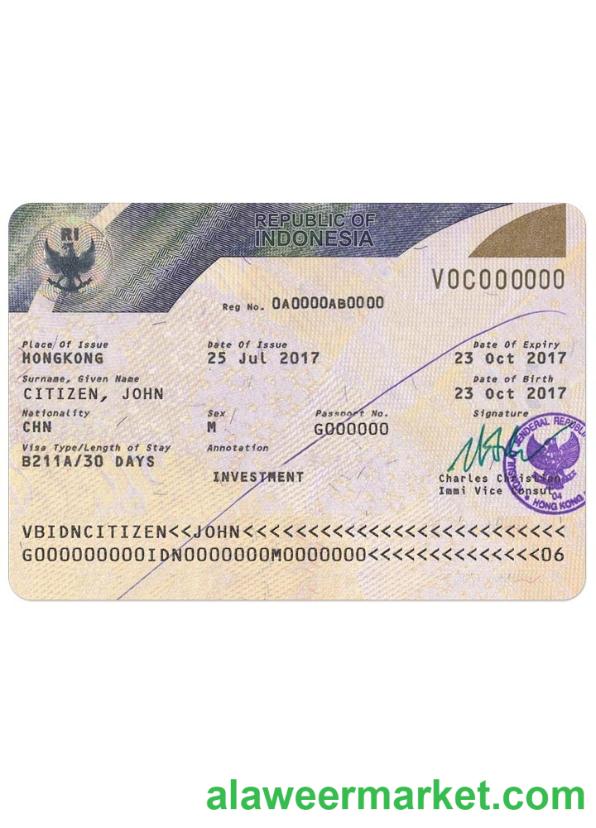 RI
REPUBLIC OF
INDONESIA
V0C000000
Reg No. 0A0000AB0000
Place Of Issue Date Of Issue Date Of Expiry
HONGKONG 25 Jul 2017 23 Oct 2017
Surname, Given Name Date of Birth
CITIZEN, JOHN 23 Oct 2017
Nationality Sex Passport No. Signature
CHN M G000000
Visa Type/Length of Stay Annotation
B211A/30 DAYS
INVESTMENT
Charles Christian
Immi Vice Consul
04
HONG KONG
VBIDNCITIZEN<<JOHN<<<<<<<<<<<<<<<<<<<<<<<<<<
G000000000IDN0000000M0000000<<<<<<<<<<<<<<06
alaweermarket.com